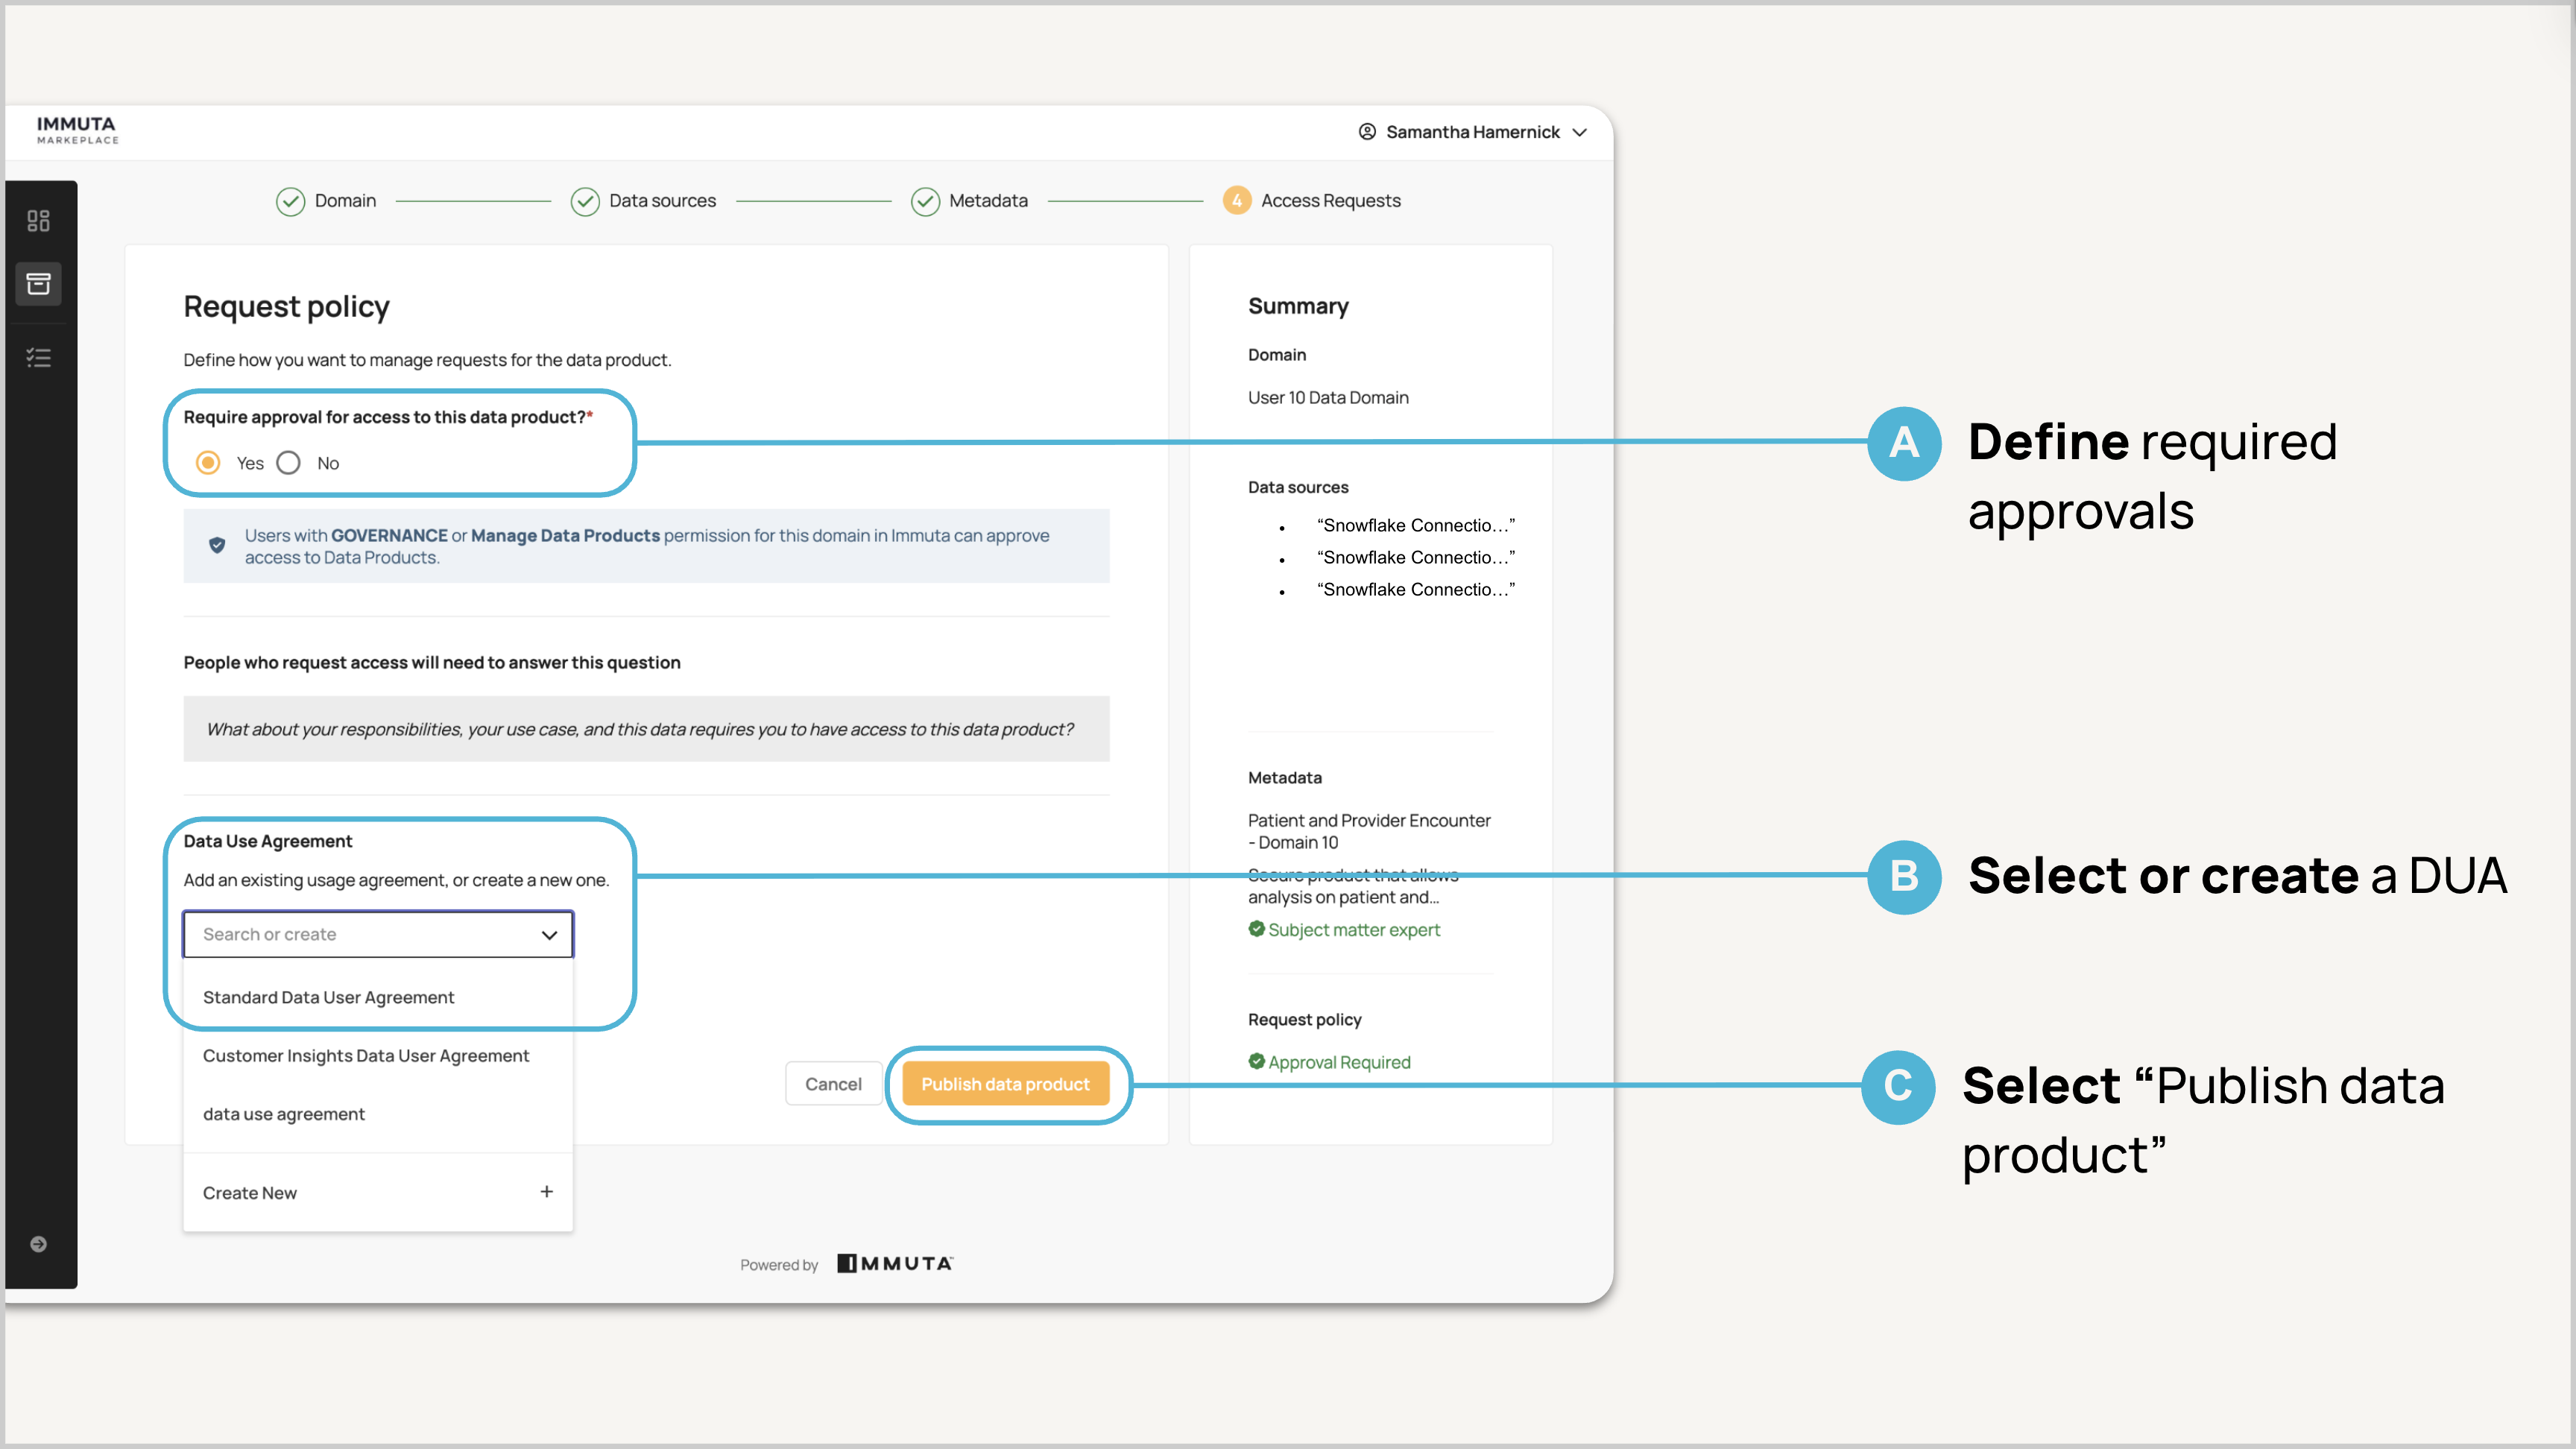 IMMUTA
MARKEPLACE
Samantha Hamernick
Domain
Data sources
Metadata
4 Access Requests
Request policy
Define how you want to manage requests for the data product.
Require approval for access to this data product?*
Yes No
Users with GOVERNANCE or Manage Data Products permission for this domain in Immuta can approve
access to Data Products.
People who request access will need to answer this question
What about your responsibilities, your use case, and this data requires you to have access to this data product?
Data Use Agreement
Add an existing usage agreement, or create a new one.
Search or create
Standard Data User Agreement
Customer Insights Data User Agreement
data use agreement
Create New +
Cancel
Publish data product
Summary
Domain
User 10 Data Domain
Data sources
• “Snowflake Connectio...”
• “Snowflake Connectio...”
• “Snowflake Connectio...”
Metadata
Patient and Provider Encounter
- Domain 10
Secure product that allows
analysis on patient and...
Subject matter expert
Request policy
Approval Required
Powered by IMMUTA
A Define required
approvals
B Select or create a DUA
C Select “Publish data
product”